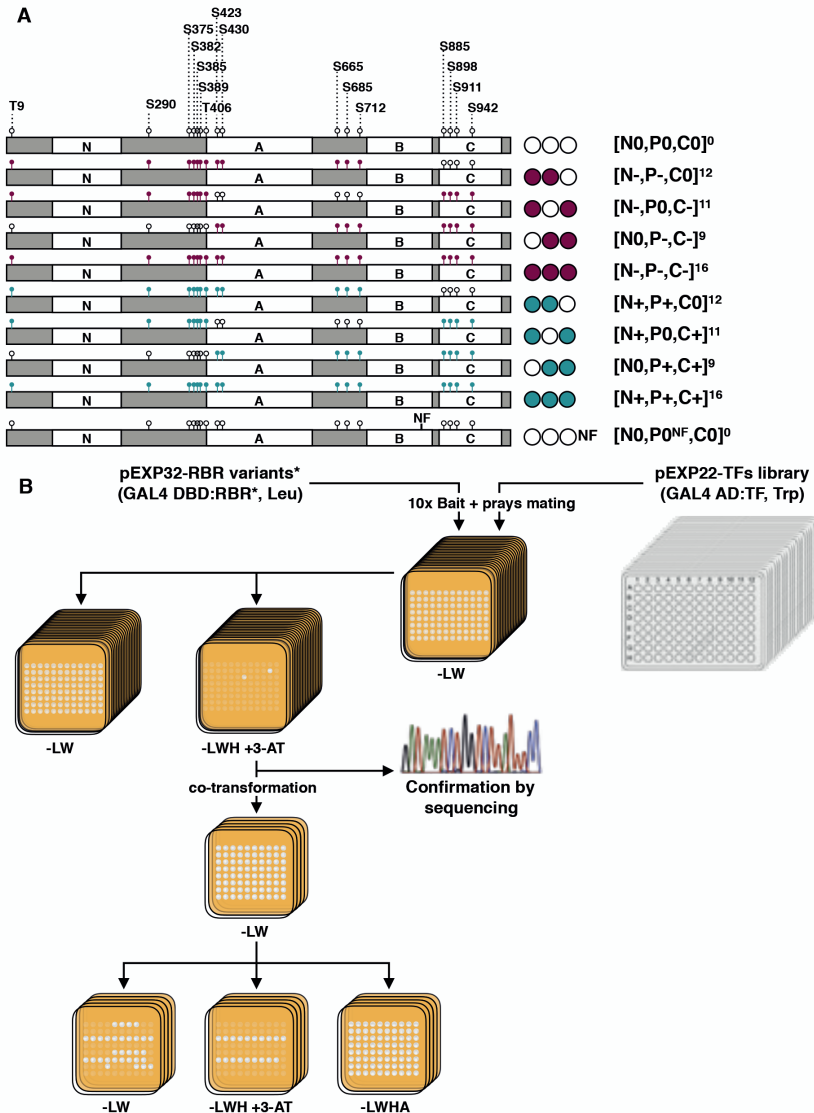 A
S423
S375 S430
S382
S385 S665 S885
S389 S685 S898
S911
T9 S290 T406 S712 S942
N A B C [N0,P0,C0]⁰
N A B C [N-,P-,C0]¹²
N A B C [N-,P0,C-]¹¹
N A B C [N0,P-,C-]⁹
N A B C [N-,P-,C-]¹⁶
N A B C [N+,P+,C0]¹²
N A B C [N+,P0,C+]¹¹
N A B C [N0,P+,C+]⁹
N A B C [N+,P+,C+]¹⁶
NF
N A B C NF [N0,P0ᴺᶠ,C0]⁰
B
pEXP32-RBR variants*
(GAL4 DBD:RBR*, Leu)
10x Bait + prays mating
pEXP22-TFs library
(GAL4 AD:TF, Trp)
-LW
-LW
-LWH +3-AT
co-transformation
Confirmation by
sequencing
-LW
-LW
-LWH +3-AT
-LWHA